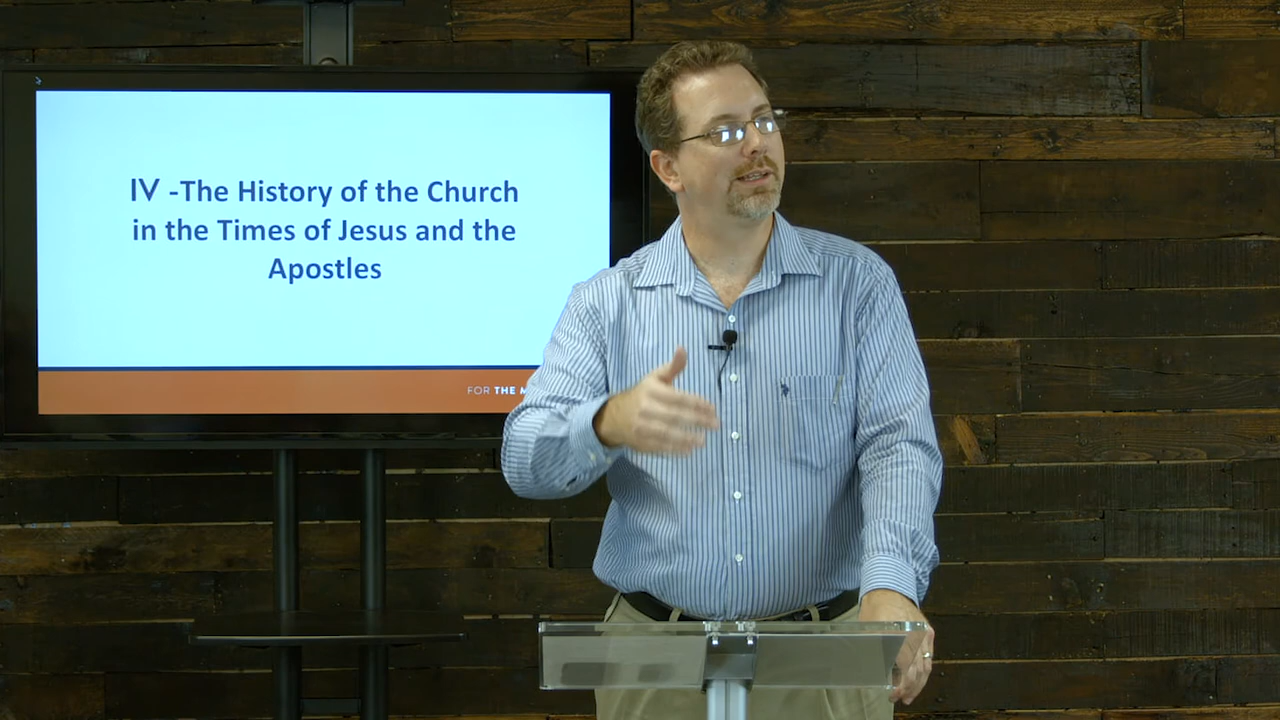 IV -The History of the Church
in the Times of Jesus and the
Apostles
FOR THE